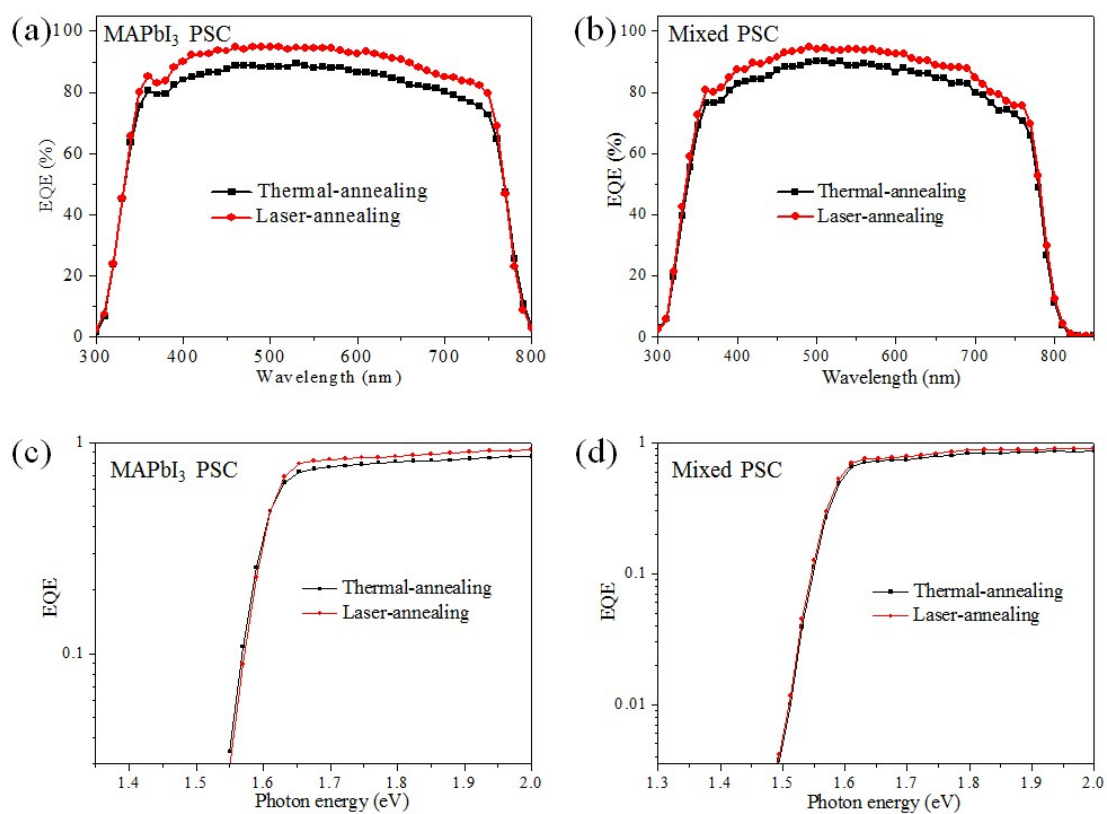 (a)
MAPbI₃ PSC
100
80
60
40
20
0
EQE (%)
Thermal-annealing
Laser-annealing
300
400
500
600
700
800
Wavelength (nm)
(b)
Mixed PSC
100
80
60
40
20
0
EQE (%)
Thermal-annealing
Laser-annealing
300
400
500
600
700
800
Wavelength (nm)
(c)
MAPbI₃ PSC
1
0.1
EQE
Thermal-annealing
Laser-annealing
1.4
1.5
1.6
1.7
1.8
1.9
2.0
Photon energy (eV)
(d)
Mixed PSC
1
0.1
0.01
EQE
Thermal-annealing
Laser-annealing
1.3
1.4
1.5
1.6
1.7
1.8
1.9
2.0
Photon energy (eV)